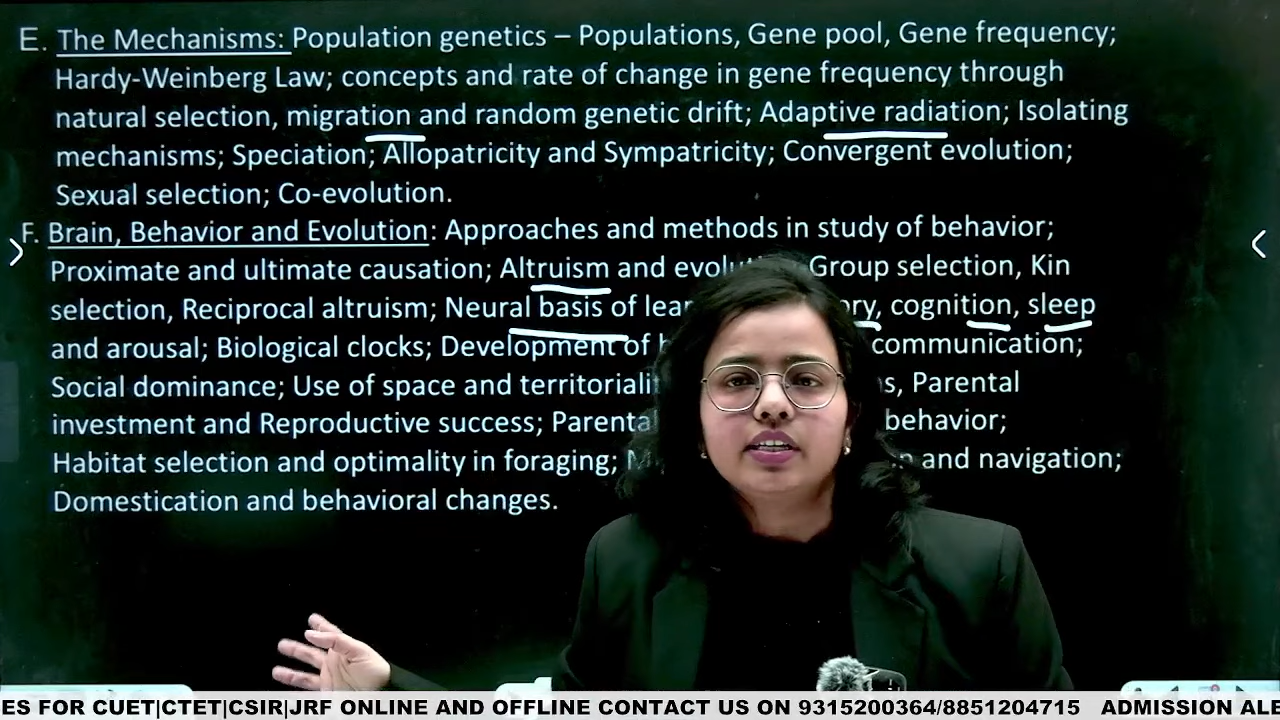 E. The Mechanisms: Population genetics – Populations, Gene pool, Gene frequency;
Hardy-Weinberg Law; concepts and rate of change in gene frequency through
natural selection, migration and random genetic drift; Adaptive radiation; Isolating
mechanisms; Speciation; Allopatricity and Sympatricity; Convergent evolution;
Sexual selection; Co-evolution.
F. Brain, Behavior and Evolution: Approaches and methods in study of behavior;
Proximate and ultimate causation; Altruism and Group selection, Kin
selection, Reciprocal altruism; Neural basis of cognition, sleep
and arousal; Biological clocks; Development of communication;
Social dominance; Use of space and Parental
investment and Reproductive success; behavior;
Habitat selection and optimality in foraging; and navigation;
Domestication and behavioral changes.
ES FOR CUET|CTET|CSIR|JRF ONLINE AND OFFLINE CONTACT US ON 9315200364/8851204715 ADMISSION ALE